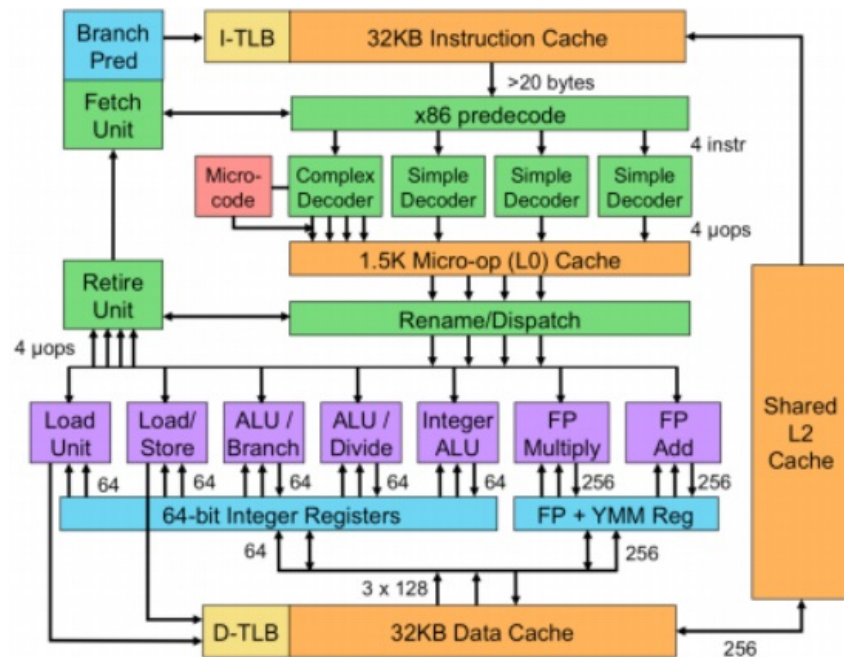 Branch
Pred
I-TLB
32KB Instruction Cache
>20 bytes
Fetch
Unit
x86 predecode
4 instr
Micro-
code
Complex
Decoder
Simple
Decoder
Simple
Decoder
Simple
Decoder
4 µops
1.5K Micro-op (L0) Cache
Retire
Unit
Rename/Dispatch
4 µops
Load
Unit
Load/
Store
ALU /
Branch
ALU /
Divide
Integer
ALU
FP
Multiply
FP
Add
Shared
L2
Cache
64
64
64
64
64
256
256
64-bit Integer Registers
FP + YMM Reg
64
256
3 x 128
D-TLB
32KB Data Cache
256